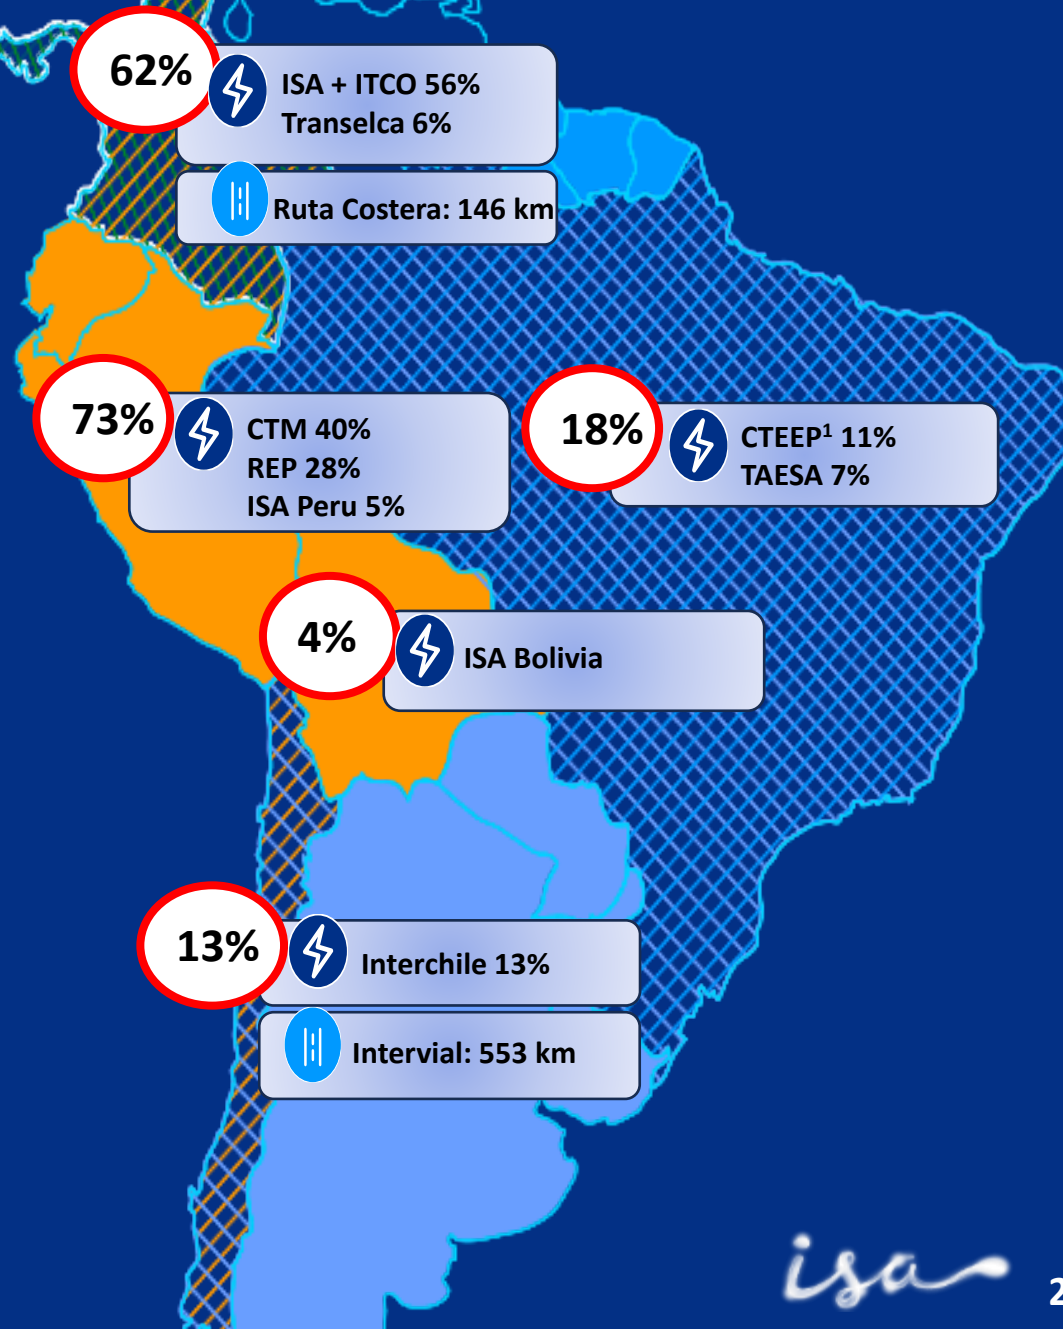 62%
ISA + ITCO 56%
Transelca 6%
Ruta Costera: 146 km
73%
CTM 40%
REP 28%
ISA Peru 5%
18%
CTEEP¹ 11%
TAESA 7%
4%
ISA Bolivia
13%
Interchile 13%
Intervial: 553 km
isa
2